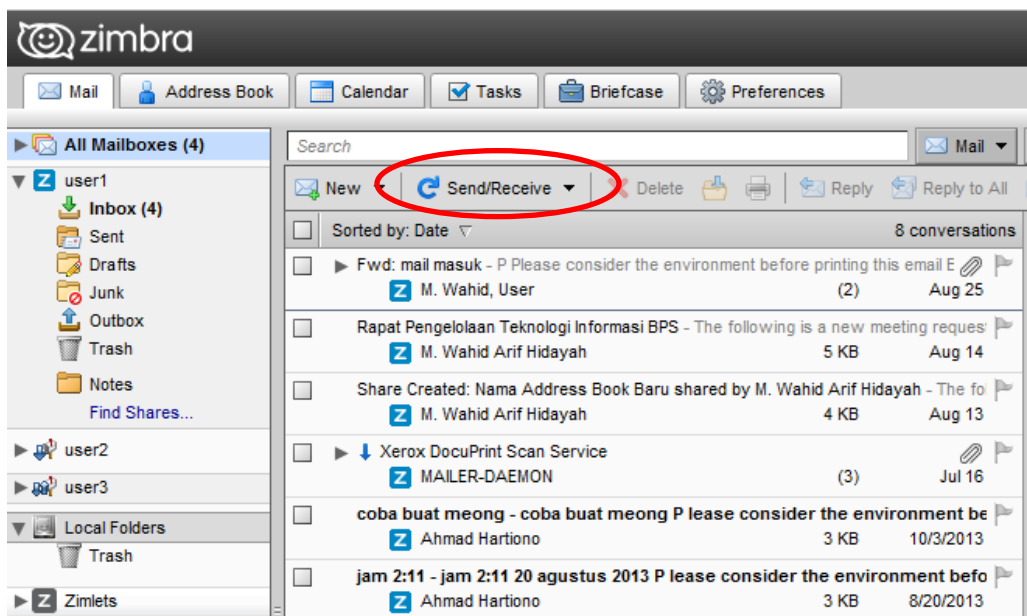 zimbra
Mail Address Book Calendar Tasks Briefcase Preferences
All Mailboxes (4)
Search Mail
user1
Inbox (4)
Sent
Drafts
Junk
Outbox
Trash
Notes
Find Shares...
user2
user3
Local Folders
Trash
Z Zimlets
New Send/Receive Delete Reply Reply to All
Sorted by: Date 8 conversations
Fwd: mail masuk - P Please consider the environment before printing this email E
Z M. Wahid, User (2) Aug 25
Rapat Pengelolaan Teknologi Informasi BPS - The following is a new meeting reques
Z M. Wahid Arif Hidayah 5 KB Aug 14
Share Created: Nama Address Book Baru shared by M. Wahid Arif Hidayah - The fo
Z M. Wahid Arif Hidayah 4 KB Aug 13
Xerox DocuPrint Scan Service
Z MAILER-DAEMON (3) Jul 16
coba buat meong - coba buat meong P lease consider the environment be
Z Ahmad Hartiono 3 KB 10/3/2013
jam 2:11 - jam 2:11 20 agustus 2013 P lease consider the environment befo
Z Ahmad Hartiono 3 KB 8/20/2013